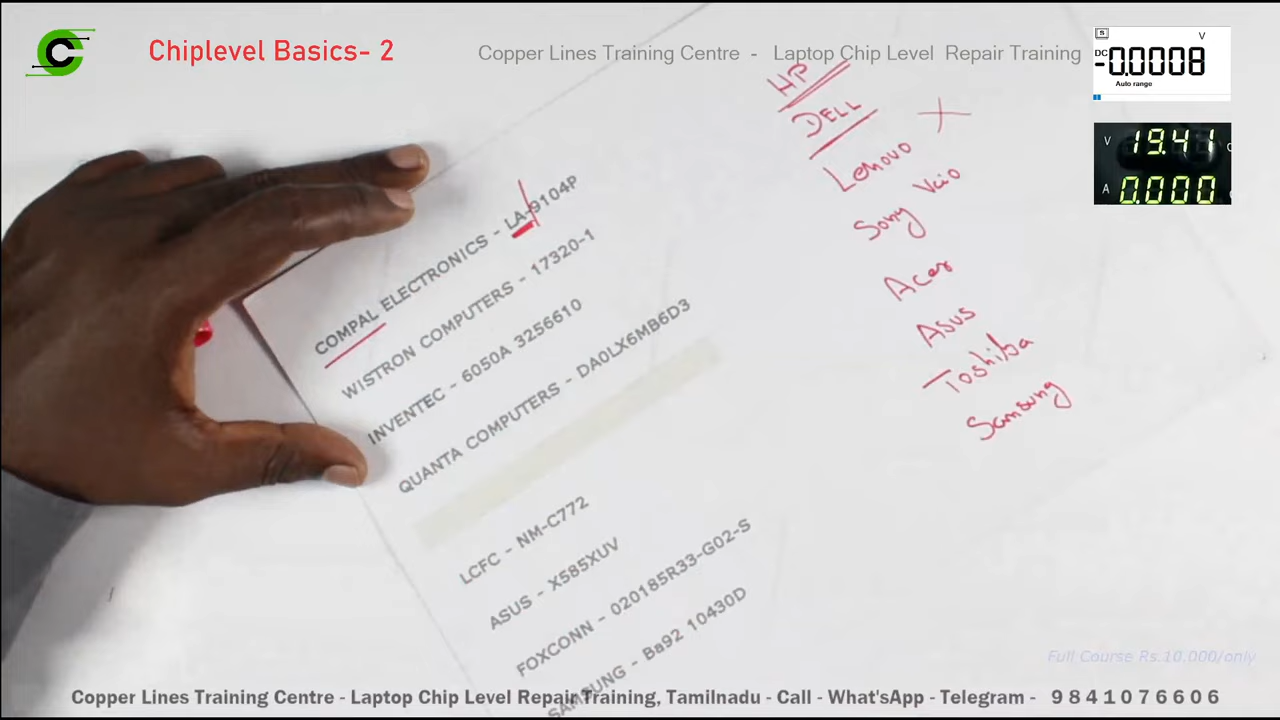 Chiplevel Basics- 2
Copper Lines Training Centre - Laptop Chip Level Repair Training
S
V
DC
-0.0008
Auto range
V 19.41
A 0.000
HP
DELL
Lenovo X
Sony Vaio
Acer
Asus
Toshiba
Samsung
COMPAL ELECTRONICS - LA-9104P
WISTRON COMPUTERS - 17320-1
INVENTEC - 6050A 3256610
QUANTA COMPUTERS - DA0LX6MB6D3
LCFC - NM-C772
ASUS - X585XUV
FOXCONN - 020185R33-G02-S
SAMSUNG - Ba92 10430D
Full Course Rs.10.000/only
Copper Lines Training Centre - Laptop Chip Level Repair Training, Tamilnadu - Call - What'sApp - Telegram - 9841076606